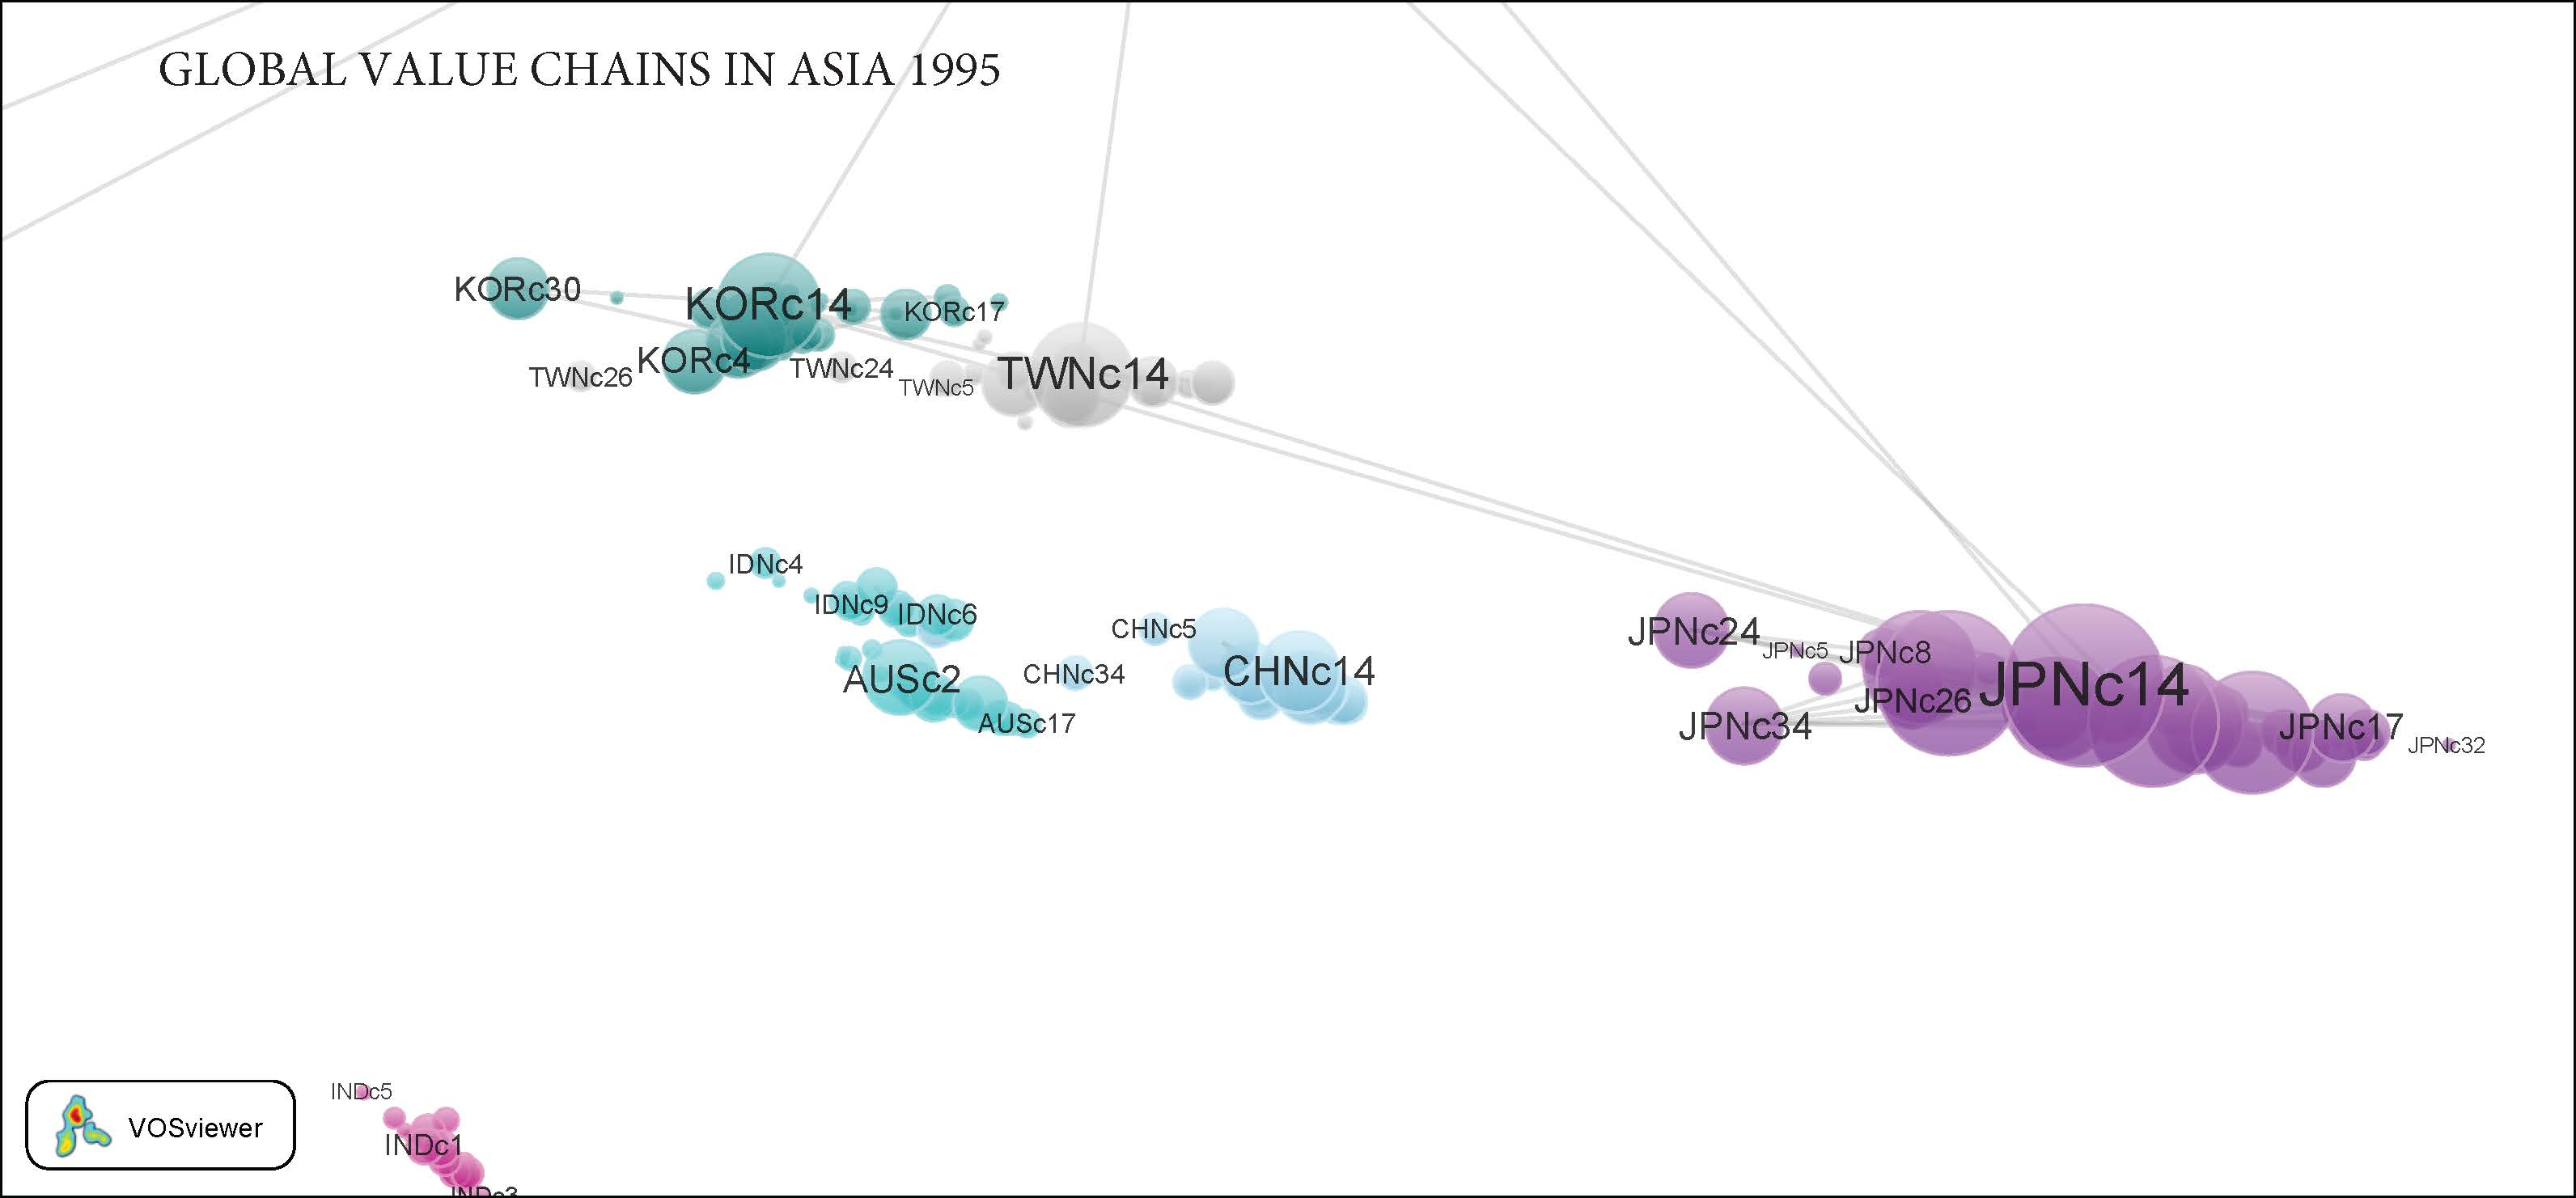 GLOBAL VALUE CHAINS IN ASIA 1995
KORc30
KORc14
KORc17
TWNc26
KORc4
TWNc24
TWNc5
TWNc14
IDNc4
IDNc9
IDNc6
CHNc5
JPNc24
JPNc5
JPNc8
AUSc2
CHNc34
CHNc14
JPNc14
JPNc26
AUSc17
JPNc34
JPNc17
JPNc32
INDc5
VOSviewer
INDc1
INDc3